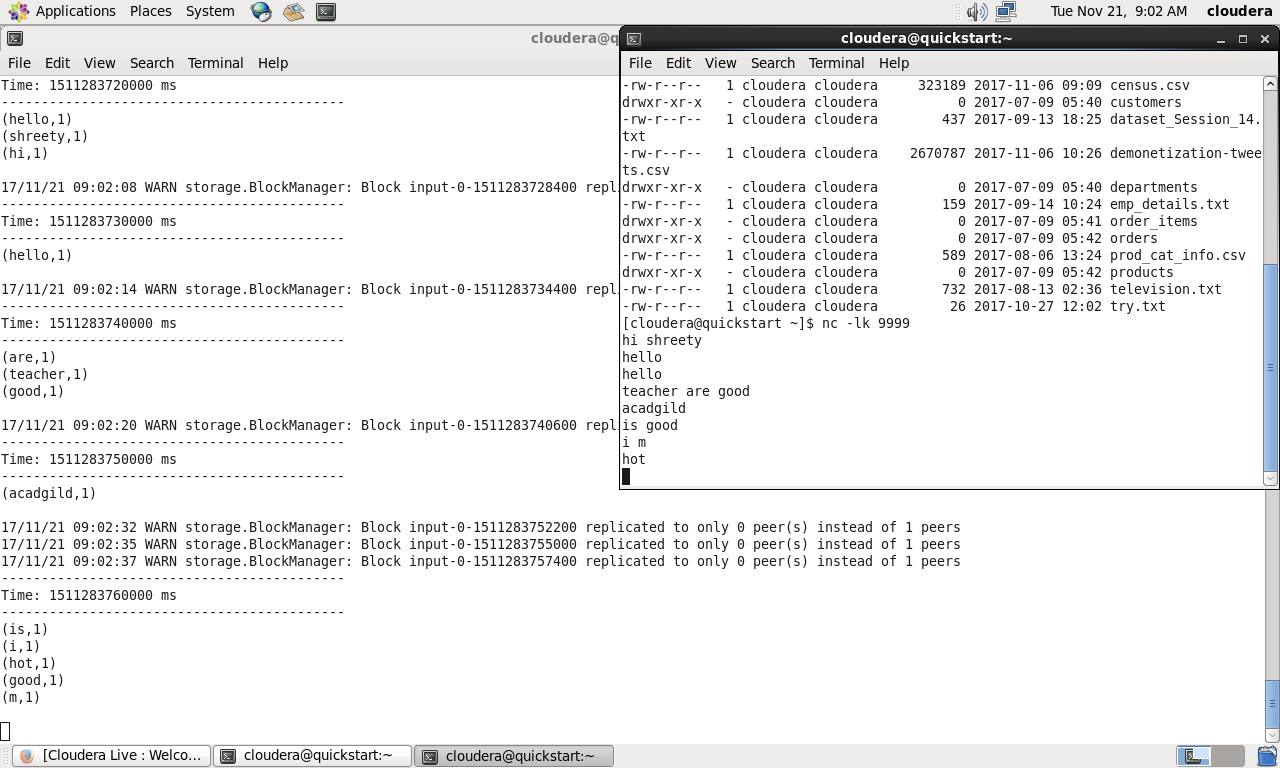 Applications Places System Tue Nov 21, 9:02 AM cloudera
cloudera@q
File Edit View Search Terminal Help
Time: 1511283720000 ms
-------------------------------------------
(hello,1)
(shreety,1)
(hi,1)
17/11/21 09:02:08 WARN storage.BlockManager: Block input-0-1511283728400 repl
-------------------------------------------
Time: 1511283730000 ms
-------------------------------------------
(hello,1)
17/11/21 09:02:14 WARN storage.BlockManager: Block input-0-1511283734400 repl
-------------------------------------------
Time: 1511283740000 ms
-------------------------------------------
(are,1)
(teacher,1)
(good,1)
17/11/21 09:02:20 WARN storage.BlockManager: Block input-0-1511283740600 repl
-------------------------------------------
Time: 1511283750000 ms
-------------------------------------------
(acadgild,1)
17/11/21 09:02:32 WARN storage.BlockManager: Block input-0-1511283752200 replicated to only 0 peer(s) instead of 1 peers
17/11/21 09:02:35 WARN storage.BlockManager: Block input-0-1511283755000 replicated to only 0 peer(s) instead of 1 peers
17/11/21 09:02:37 WARN storage.BlockManager: Block input-0-1511283757400 replicated to only 0 peer(s) instead of 1 peers
-------------------------------------------
Time: 1511283760000 ms
-------------------------------------------
(is,1)
(i,1)
(hot,1)
(good,1)
(m,1)
cloudera@quickstart:~
File Edit View Search Terminal Help
-rw-r--r-- 1 cloudera cloudera 323189 2017-11-06 09:09 census.csv
drwxr-xr-x - cloudera cloudera 0 2017-07-09 05:40 customers
-rw-r--r-- 1 cloudera cloudera 437 2017-09-13 18:25 dataset_Session_14.
txt
-rw-r--r-- 1 cloudera cloudera 2670787 2017-11-06 10:26 demonetization-twee
ts.csv
drwxr-xr-x - cloudera cloudera 0 2017-07-09 05:40 departments
-rw-r--r-- 1 cloudera cloudera 159 2017-09-14 10:24 emp_details.txt
drwxr-xr-x - cloudera cloudera 0 2017-07-09 05:41 order_items
drwxr-xr-x - cloudera cloudera 0 2017-07-09 05:42 orders
-rw-r--r-- 1 cloudera cloudera 589 2017-08-06 13:24 prod_cat_info.csv
drwxr-xr-x - cloudera cloudera 0 2017-07-09 05:42 products
-rw-r--r-- 1 cloudera cloudera 732 2017-08-13 02:36 television.txt
-rw-r--r-- 1 cloudera cloudera 26 2017-10-27 12:02 try.txt
[cloudera@quickstart ~]$ nc -lk 9999
hi shreety
hello
hello
teacher are good
acadgild
is good
i m
hot
[Cloudera Live : Welco... cloudera@quickstart:~ cloudera@quickstart:~